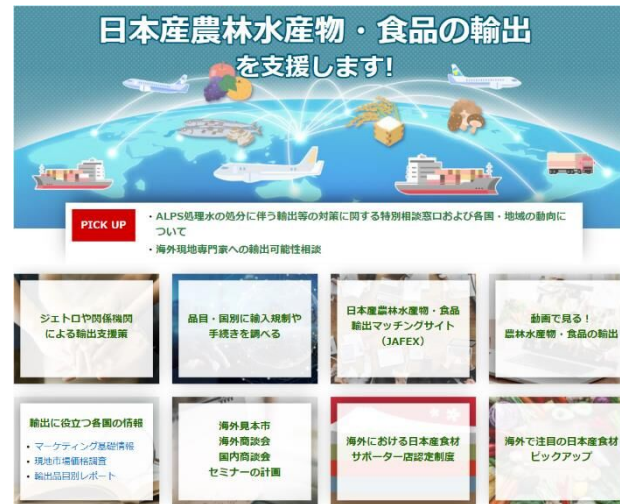 日本産農林水産物・食品の輸出
を支援します!
PICK UP
・ALPS処理水の処分に伴う輸出等の対策に関する特別相談窓口および各国・地域の動向に
ついて
・海外現地専門家への輸出可能性相談
ジェトロや関係機関
による輸出支援策
品目・国別に輸入規制や
手続きを調べる
日本産農林水産物・食品
輸出マッチングサイト
(JAFEX)
動画で見る!
農林水産物・食品の輸出
輸出に役立つ各国の情報
・マーケティング基礎情報
・現地市場価格調査
・輸出品目別レポート
海外見本市
海外商談会
国内商談会
セミナーの計画
海外における日本産食材
サポーター店認定制度
海外で注目の日本産食材
ピックアップ